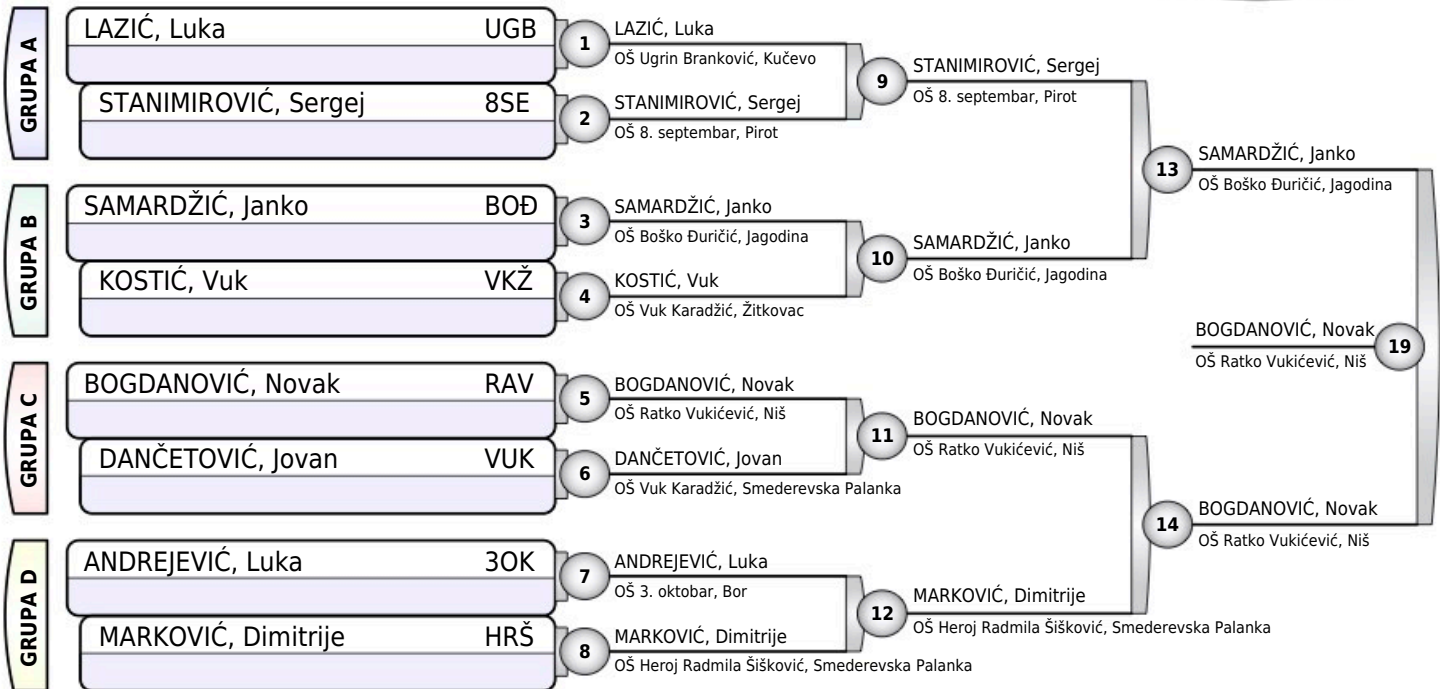 GRUPA A
LAZIĆ, Luka UGB
STANIMIROVIĆ, Sergej 8SE
GRUPA B
SAMARDŽIĆ, Janko BOĐ
KOSTIĆ, Vuk VKŽ
GRUPA C
BOGDANOVIĆ, Novak RAV
DANČETOVIĆ, Jovan VUK
GRUPA D
ANDREJEVIĆ, Luka 3OK
MARKOVIĆ, Dimitrije HRŠ
1 LAZIĆ, Luka
OŠ Ugrin Branković, Kučevo
2 STANIMIROVIĆ, Sergej
OŠ 8. septembar, Pirot
3 SAMARDŽIĆ, Janko
OŠ Boško Đuričić, Jagodina
4 KOSTIĆ, Vuk
OŠ Vuk Karadžić, Žitkovac
5 BOGDANOVIĆ, Novak
OŠ Ratko Vukićević, Niš
6 DANČETOVIĆ, Jovan
OŠ Vuk Karadžić, Smederevska Palanka
7 ANDREJEVIĆ, Luka
OŠ 3. oktobar, Bor
8 MARKOVIĆ, Dimitrije
OŠ Heroj Radmila Šišković, Smederevska Palanka
9 STANIMIROVIĆ, Sergej
OŠ 8. septembar, Pirot
10 SAMARDŽIĆ, Janko
OŠ Boško Đuričić, Jagodina
11 BOGDANOVIĆ, Novak
OŠ Ratko Vukićević, Niš
12 MARKOVIĆ, Dimitrije
OŠ Heroj Radmila Šišković, Smederevska Palanka
13 SAMARDŽIĆ, Janko
OŠ Boško Đuričić, Jagodina
14 BOGDANOVIĆ, Novak
OŠ Ratko Vukićević, Niš
BOGDANOVIĆ, Novak 19
OŠ Ratko Vukićević, Niš